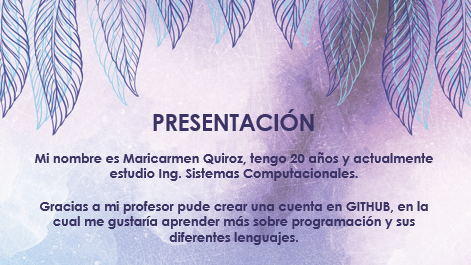 PRESENTACIÓN
Mi nombre es Maricarmen Quiroz, tengo 20 años y actualmente
estudio Ing. Sistemas Computacionales.
Gracias a mi profesor pude crear una cuenta en GITHUB, en la
cual me gustaría aprender más sobre programación y sus
diferentes lenguajes.